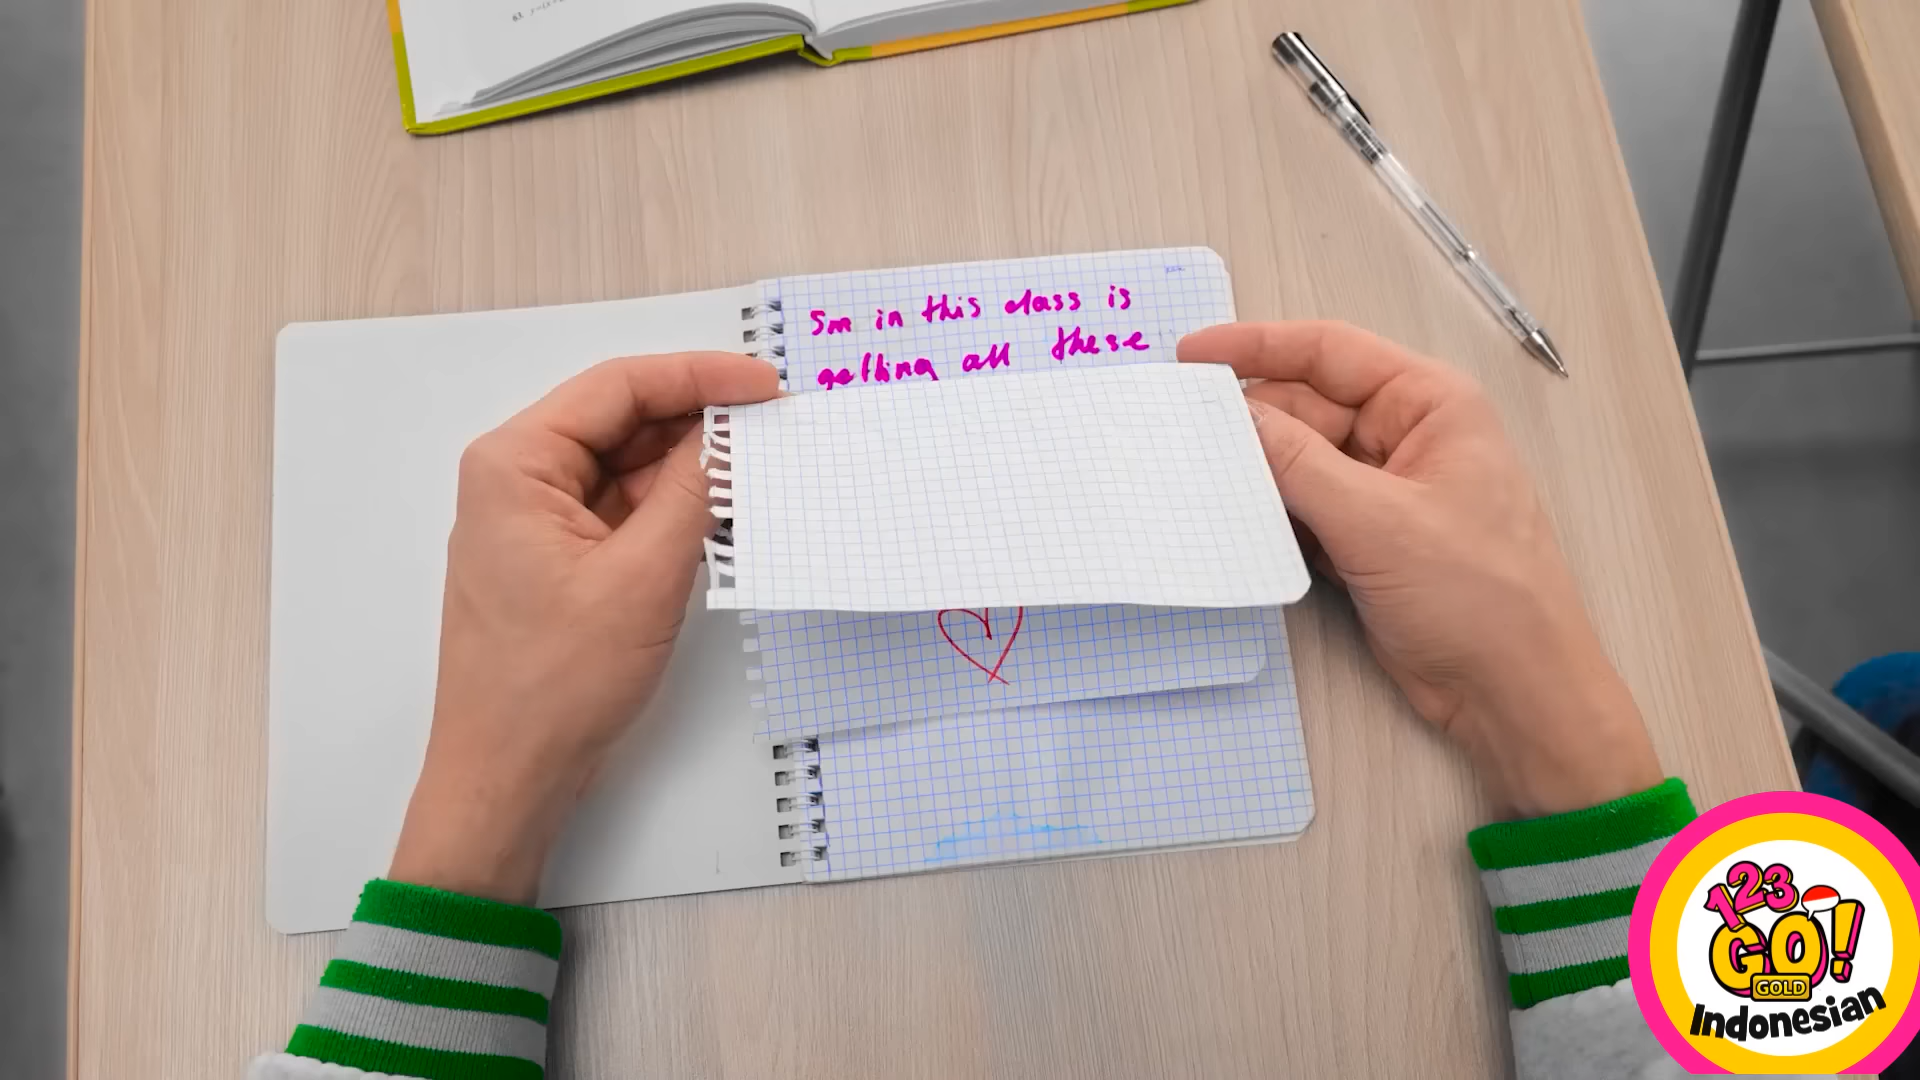 Sm in this class is
getting all these
123
GO!
GOLD
Indonesian